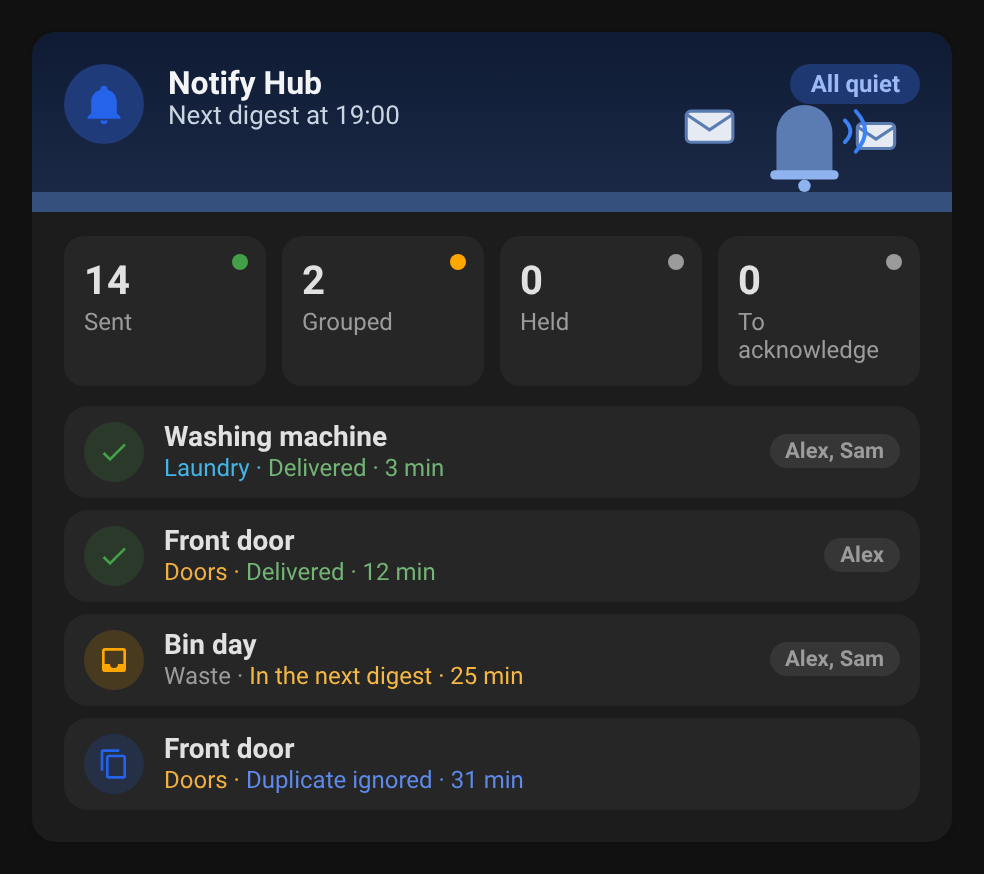 Notify Hub
Next digest at 19:00
All quiet
14
Sent
2
Grouped
0
Held
0
To
acknowledge
Washing machine
Laundry · Delivered · 3 min
Alex, Sam
Front door
Doors · Delivered · 12 min
Alex
Bin day
Waste · In the next digest · 25 min
Alex, Sam
Front door
Doors · Duplicate ignored · 31 min